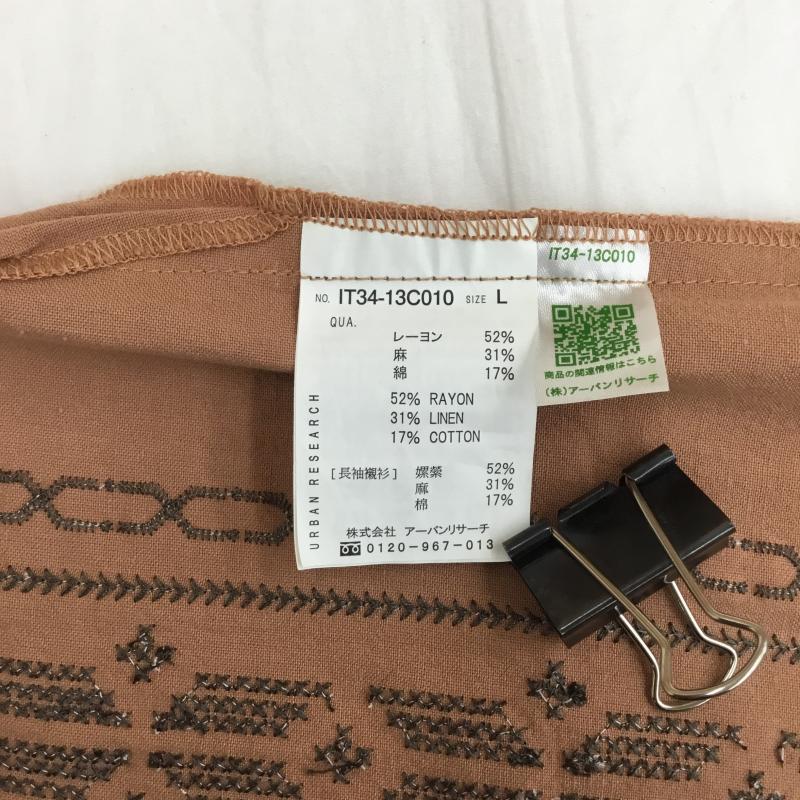 NO. IT34-13C010 SIZE L
QUA.
レーヨン 52%
麻 31%
綿 17%
52% RAYON
31% LINEN
17% COTTON
[長袖襯衫] 嫘縈 52%
麻 31%
棉 17%
株式会社 アーバンリサーチ
0120-967-013
URBAN RESEARCH
IT34-13C010
商品の関連情報はこちら
(株)アーバンリサーチ